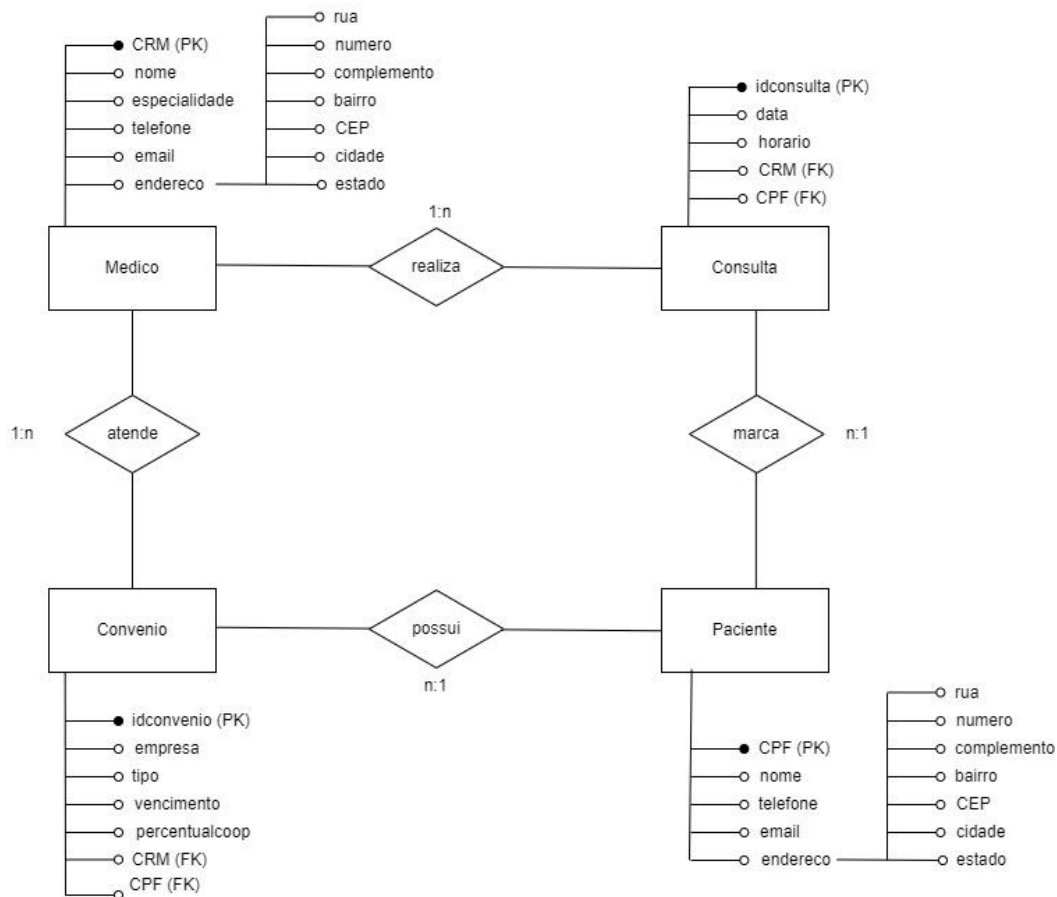 CRM (PK)
nome
especialidade
telefone
email
endereco
rua
numero
complemento
bairro
CEP
cidade
estado
idconsulta (PK)
data
horario
CRM (FK)
CPF (FK)
Medico
1:n
realiza
Consulta
1:n
atende
marca
n:1
Convenio
possui
n:1
Paciente
idconvenio (PK)
empresa
tipo
vencimento
percentualcoop
CRM (FK)
CPF (FK)
CPF (PK)
nome
telefone
email
endereco
rua
numero
complemento
bairro
CEP
cidade
estado